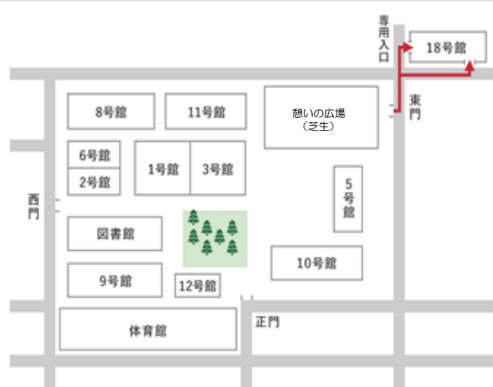 専用入口
18号館
8号館
11号館
憩いの広場
（芝生）
東門
6号館
2号館
1号館
3号館
5号館
西門
図書館
10号館
9号館
12号館
正門
体育館